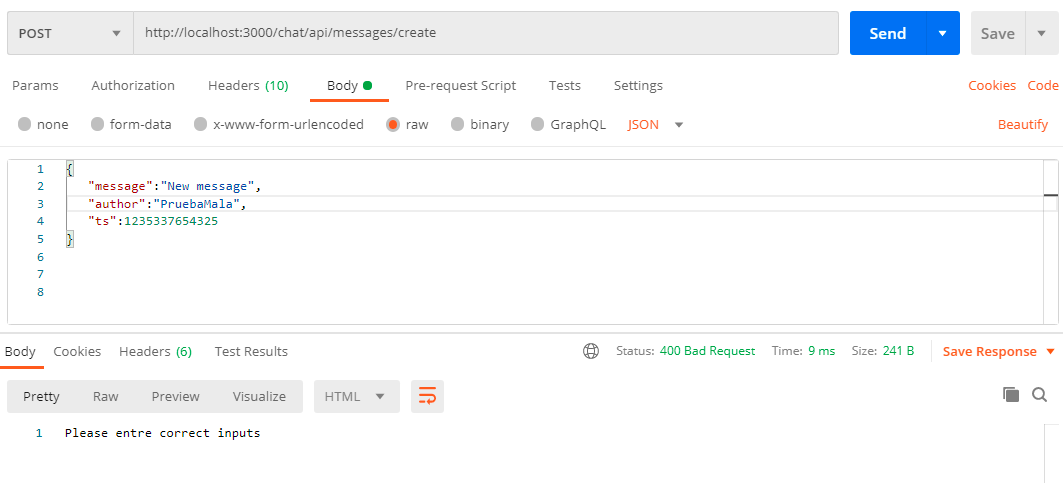 POST http://localhost:3000/chat/api/messages/create Send Save
Params Authorization Headers (10) Body Pre-request Script Tests Settings Cookies Code
none form-data x-www-form-urlencoded raw binary GraphQL JSON Beautify
1 {
2 "message":"New message",
3 "author":"PruebaMala",
4 "ts":1235337654325
5 }
6
7
8
Body Cookies Headers (6) Test Results Status: 400 Bad Request Time: 9 ms Size: 241 B Save Response
Pretty Raw Preview Visualize HTML
1 Please entre correct inputs